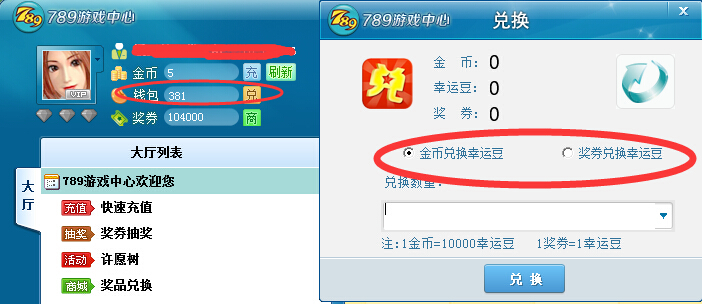 789游戏中心
VIP
金币 5 充 刷新
钱包 381 兑
奖券 104000 商
大厅
大厅列表
789游戏中心欢迎您
充值 快速充值
抽奖 奖券抽奖
活动 许愿树
商城 奖品兑换
789游戏中心 兑换 x
兑
金 币: 0
幸运豆: 0
奖 券: 0
金币兑换幸运豆 奖券兑换幸运豆
兑换数量:
注:1金币=10000幸运豆 1奖券=1幸运豆
兑 换